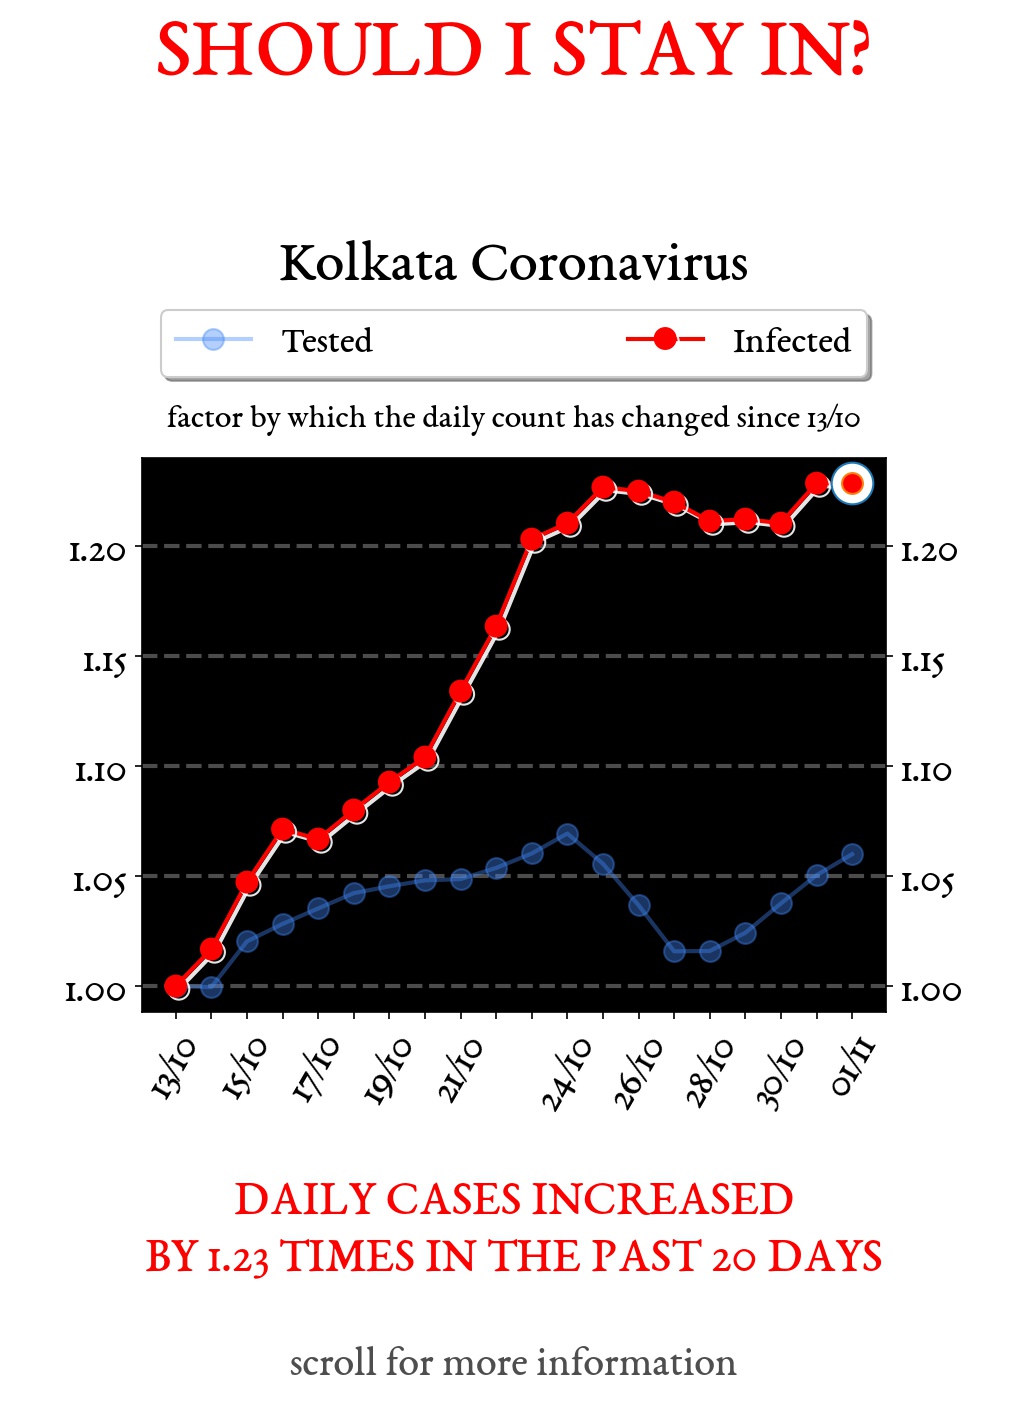 SHOULD I STAY IN?
Kolkata Coronavirus
Tested Infected
factor by which the daily count has changed since 13/10
1.20 1.20
1.15 1.15
1.10 1.10
1.05 1.05
1.00 1.00
13/10 15/10 17/10 19/10 21/10 24/10 26/10 28/10 30/10 01/11
DAILY CASES INCREASED
BY 1.23 TIMES IN THE PAST 20 DAYS
scroll for more information